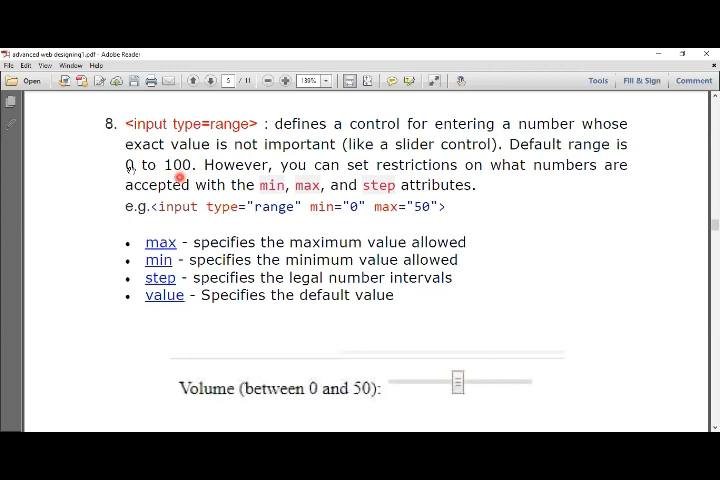 advanced web designing1.pdf - Adobe Reader
File Edit View Window Help
Open 5 / 11 139% Tools Fill & Sign Comment
8. <input type=range> : defines a control for entering a number whose
exact value is not important (like a slider control). Default range is
0 to 100. However, you can set restrictions on what numbers are
accepted with the min, max, and step attributes.
e.g.<input type="range" min="0" max="50">
• max - specifies the maximum value allowed
• min - specifies the minimum value allowed
• step - specifies the legal number intervals
• value - Specifies the default value
Volume (between 0 and 50):